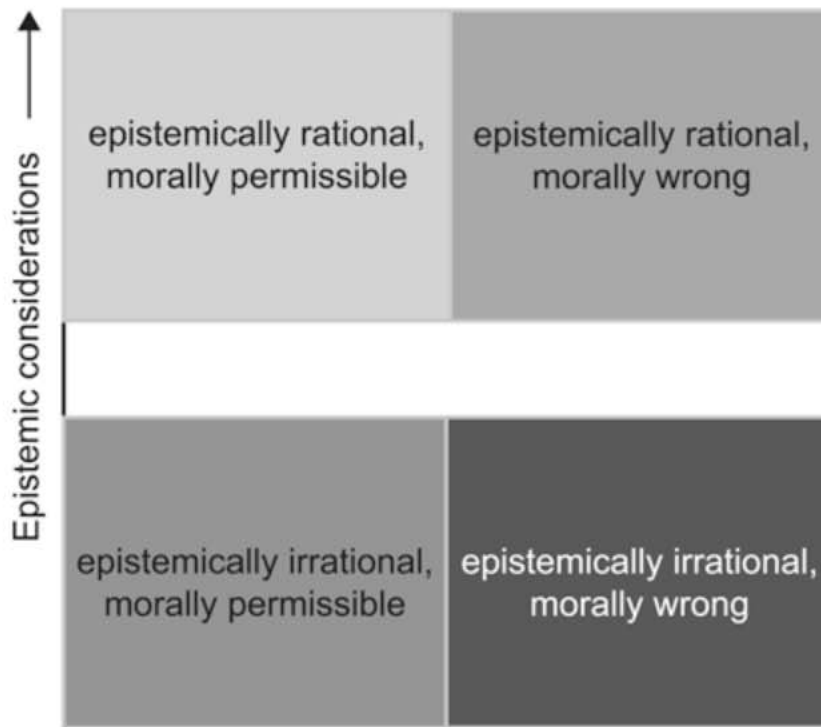 Epistemic considerations
epistemically rational,
morally permissible
epistemically rational,
morally wrong
epistemically irrational,
morally permissible
epistemically irrational,
morally wrong